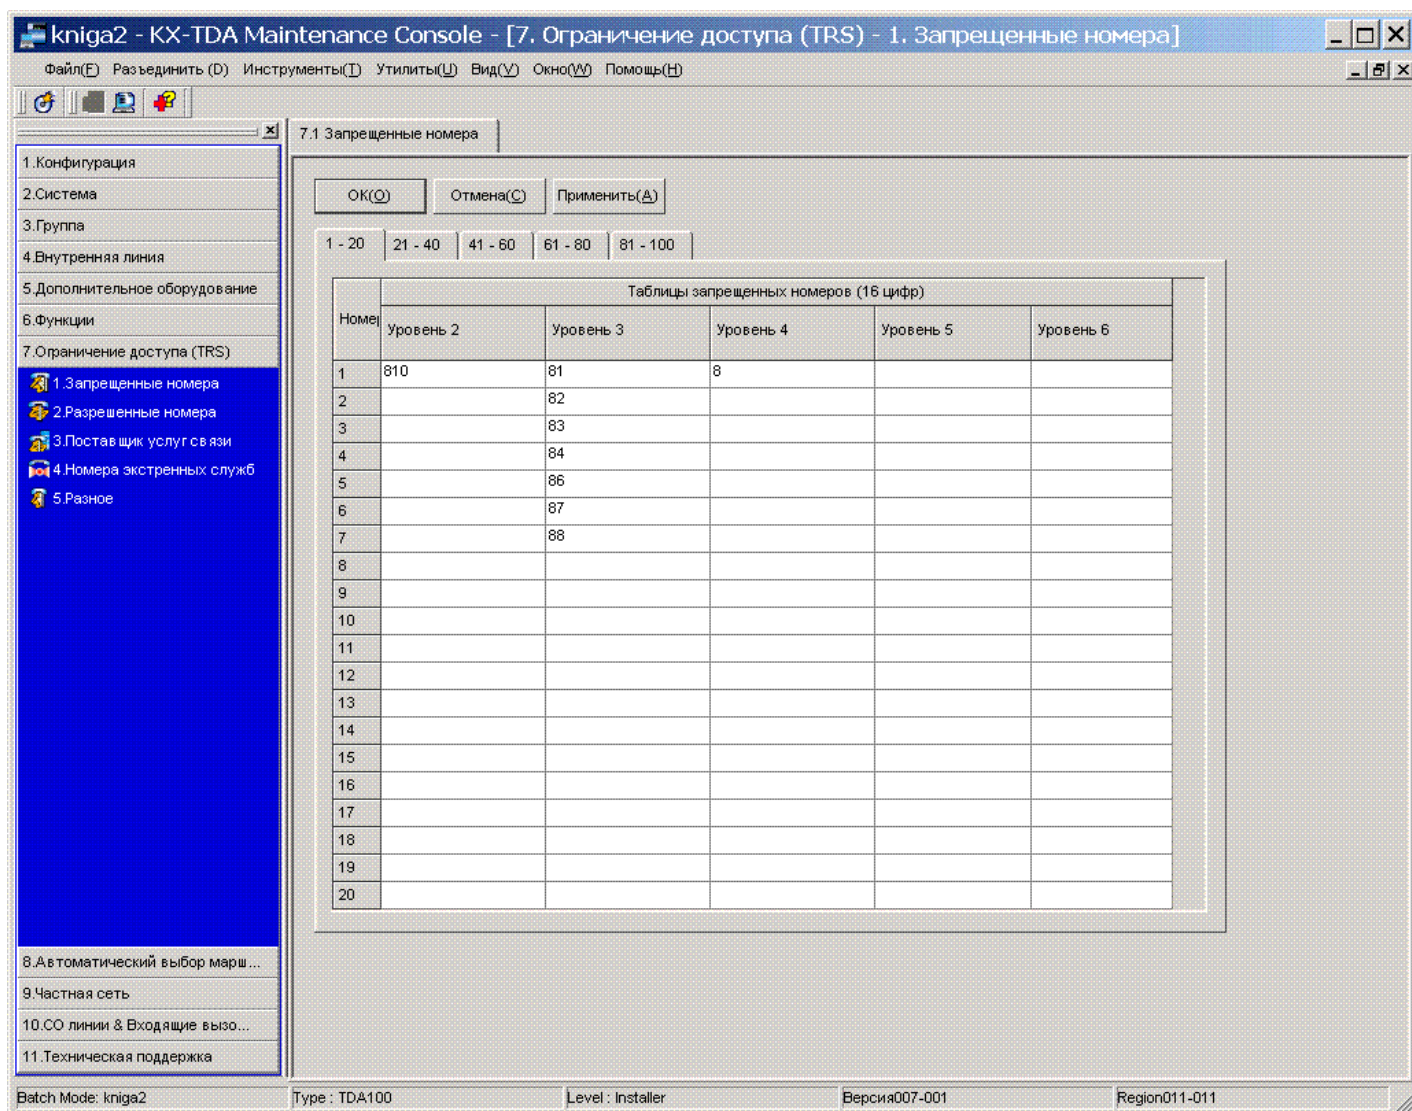 kniga2 - KX-TDA Maintenance Console - [7. Ограничение доступа (TRS) - 1. Запрещенные номера]
Файл(F) Разъединить (D) Инструменты(T) Утилиты(U) Вид(V) Окно(W) Помощь(H)
7.1 Запрещенные номера
1.Конфигурация
2.Система
3.Группа
4.Внутренняя линия
5.Дополнительное оборудование
6.Функции
7.Ограничение доступа (TRS)
1.Запрещенные номера
2.Разрешенные номера
3.Поставщик услуг связи
4.Номера экстренных служб
5.Разное
8.Автоматический выбор марш...
9.Частная сеть
10.CO линии & Входящие вызо...
11.Техническая поддержка
OK(O) Отмена(C) Применить(A)
1 - 20 21 - 40 41 - 60 61 - 80 81 - 100
Таблицы запрещенных номеров (16 цифр)
Номер Уровень 2 Уровень 3 Уровень 4 Уровень 5 Уровень 6
1 810 81 8
2 82
3 83
4 84
5 86
6 87
7 88
8
9
10
11
12
13
14
15
16
17
18
19
20
Batch Mode: kniga2 Type : TDA100 Level : Installer Версия007-001 Region011-011